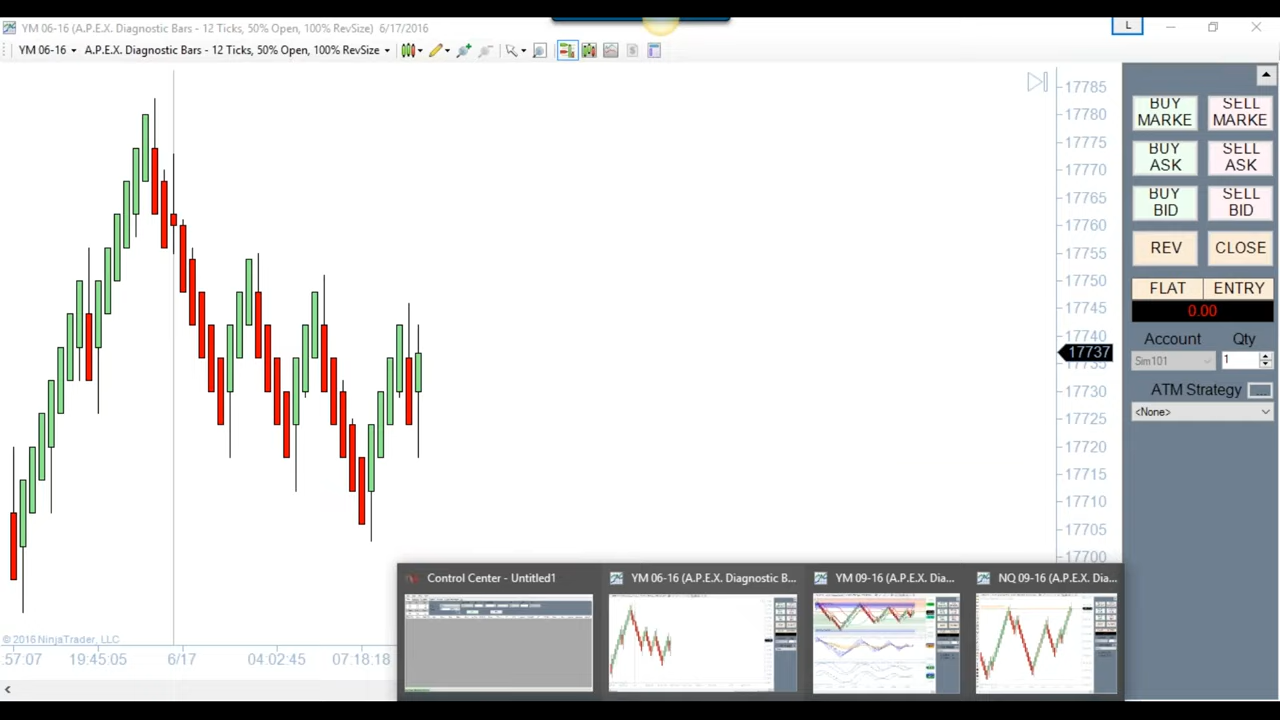 YM 06-16 (A.P.E.X. Diagnostic Bars - 12 Ticks, 50% Open, 100% RevSize) 6/17/2016
L
YM 06-16 A.P.E.X. Diagnostic Bars - 12 Ticks, 50% Open, 100% RevSize
17785
17780
17775
17770
17765
17760
17755
17750
17745
17740
17737
17735
17730
17725
17720
17715
17710
17705
17700
BUY MARKE
SELL MARKE
BUY ASK
SELL ASK
BUY BID
SELL BID
REV CLOSE
FLAT ENTRY
0.00
Account Qty
Sim101 1
ATM Strategy ...
<None>
Control Center - Untitled1
YM 06-16 (A.P.E.X. Diagnostic B...
YM 09-16 (A.P.E.X. Dia...
NQ 09-16 (A.P.E.X. Dia...
© 2016 NinjaTrader, LLC
57:07 19:45:05 6/17 04:02:45 07:18:18